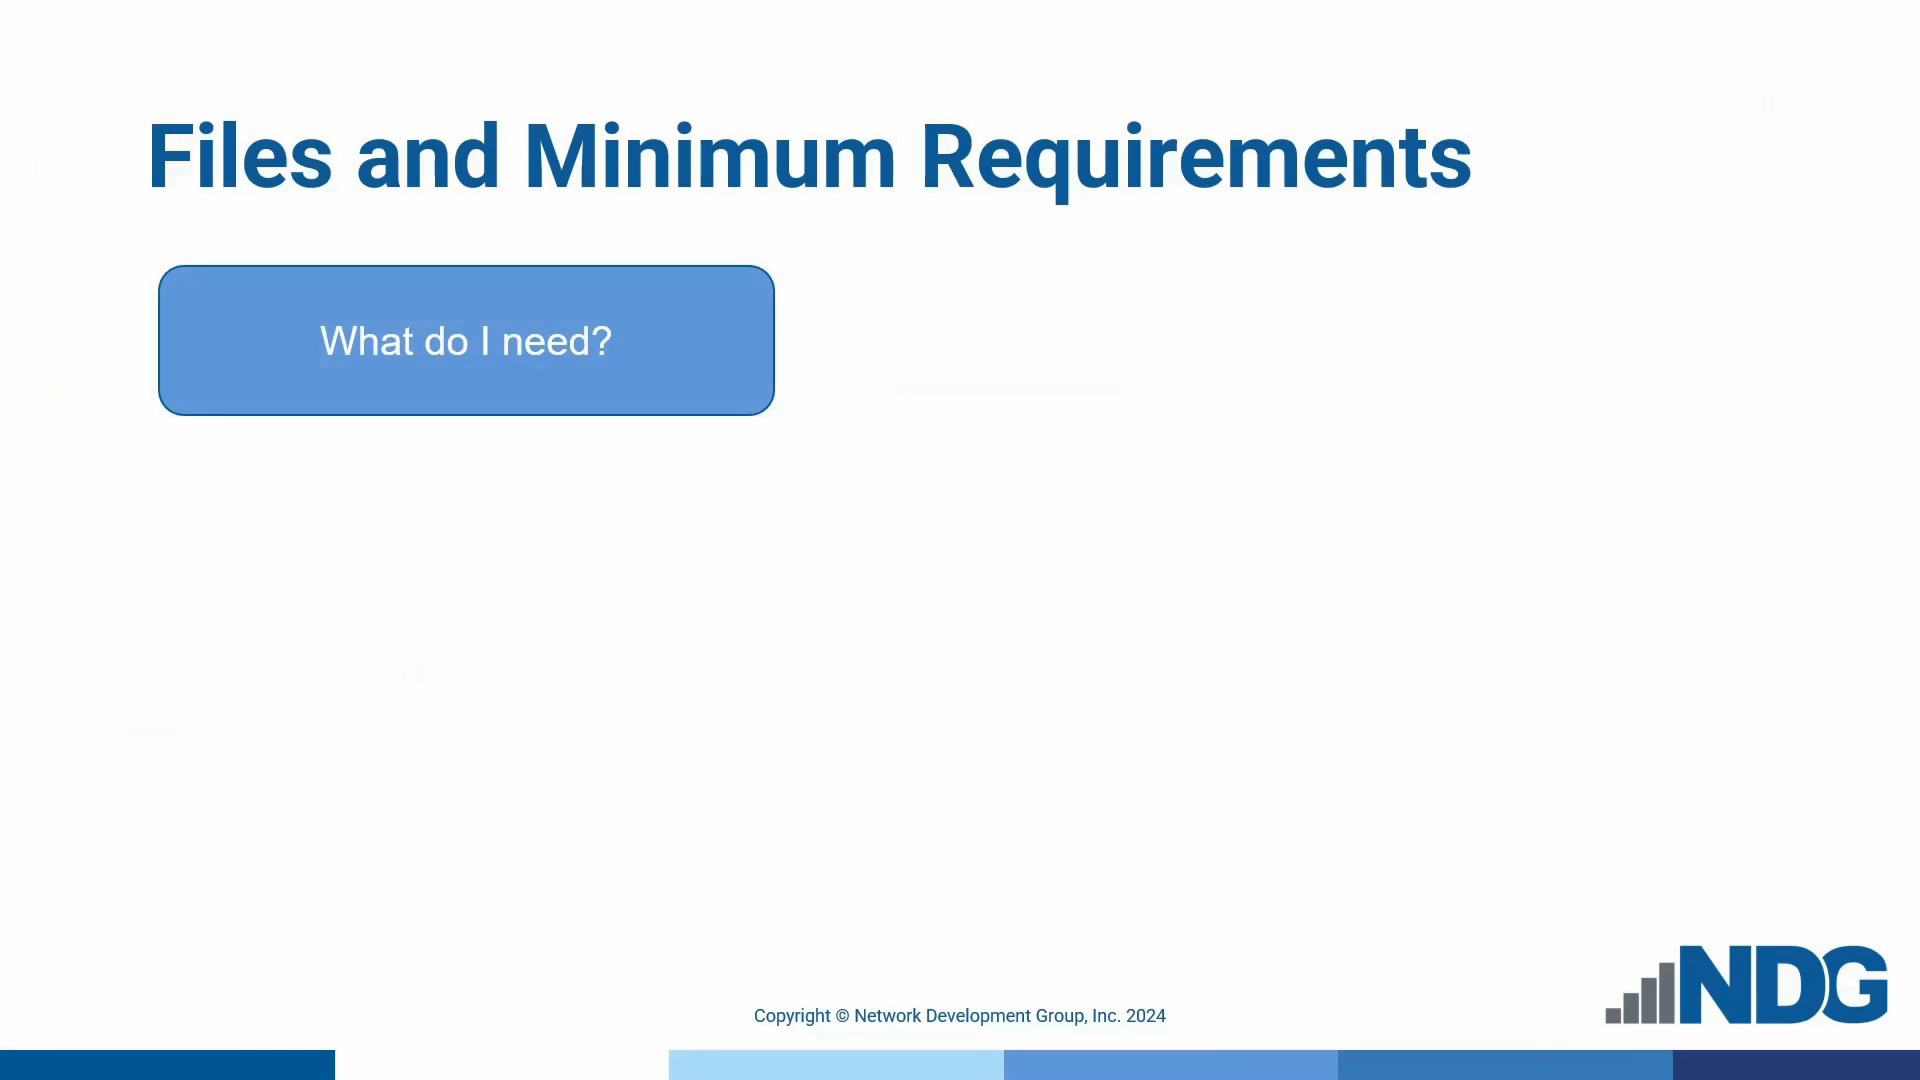 Files and Minimum Requirements
What do I need?
NDG
Copyright © Network Development Group, Inc. 2024